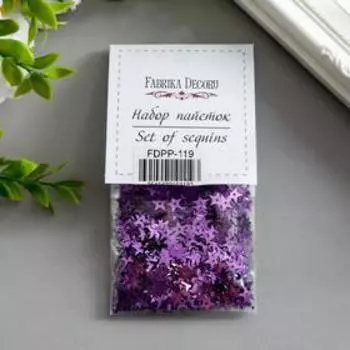 FABRIKA DECORU
Набор пайеток
Set of sequins
FDPP-119